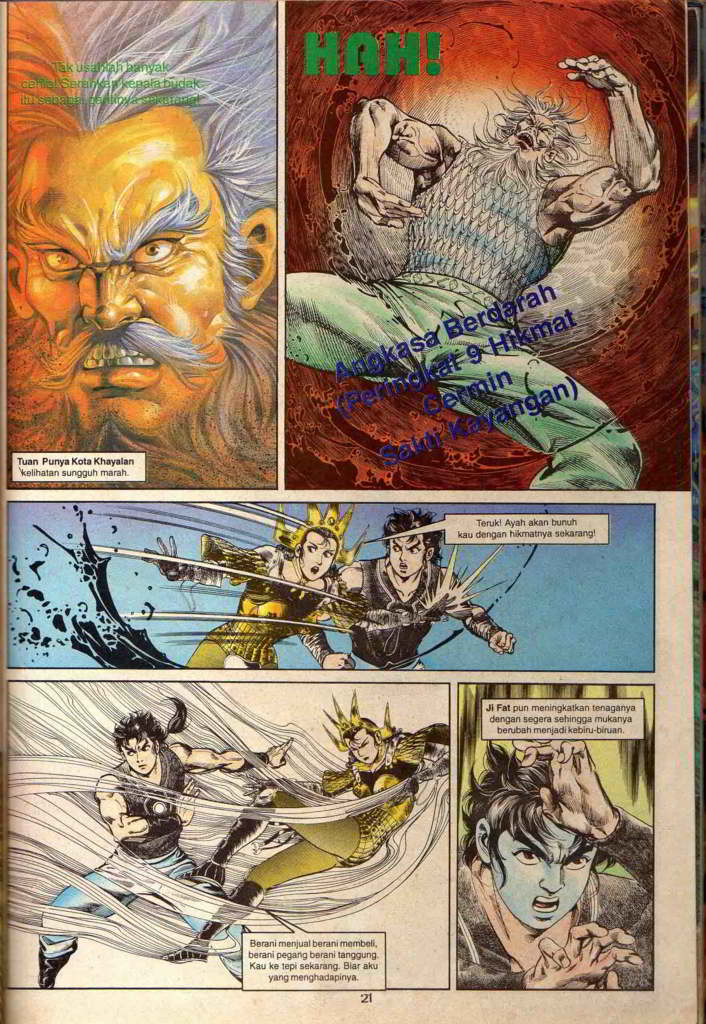 Tak usahlah banyak
cerita! Serahkan kepala budak
itu sebagai gantinya sekarang!
HAH!
Angkasa Berdarah
(Peringkat 9 Hikmat
Cermin
Sakti Kayangan)
Tuan Punya Kota Khayalan
kelihatan sungguh marah.
Teruk! Ayah akan bunuh
kau dengan hikmatnya sekarang!
Ji Fat pun meningkatkan tenaganya
dengan segera sehingga mukanya
berubah menjadi kebiru-biruan.
Berani menjual berani membeli,
berani pegang berani tanggung.
Kau ke tepi sekarang. Biar aku
yang menghadapinya.
21